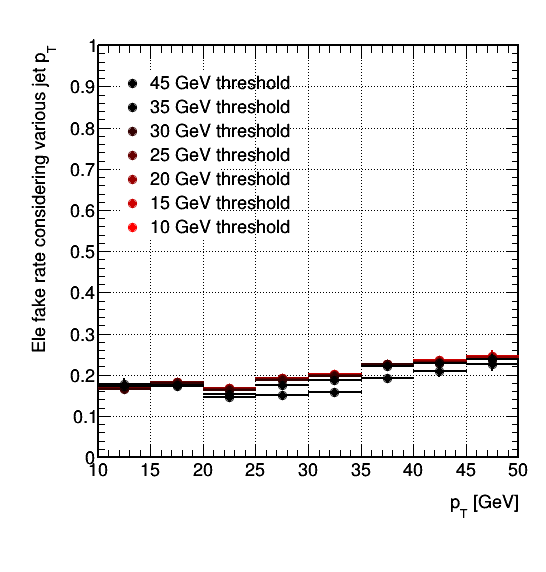 Ele fake rate considering various jet p_T
1
0.9
0.8
0.7
0.6
0.5
0.4
0.3
0.2
0.1
0
45 GeV threshold
35 GeV threshold
30 GeV threshold
25 GeV threshold
20 GeV threshold
15 GeV threshold
10 GeV threshold
10 15 20 25 30 35 40 45 50
p_T [GeV]